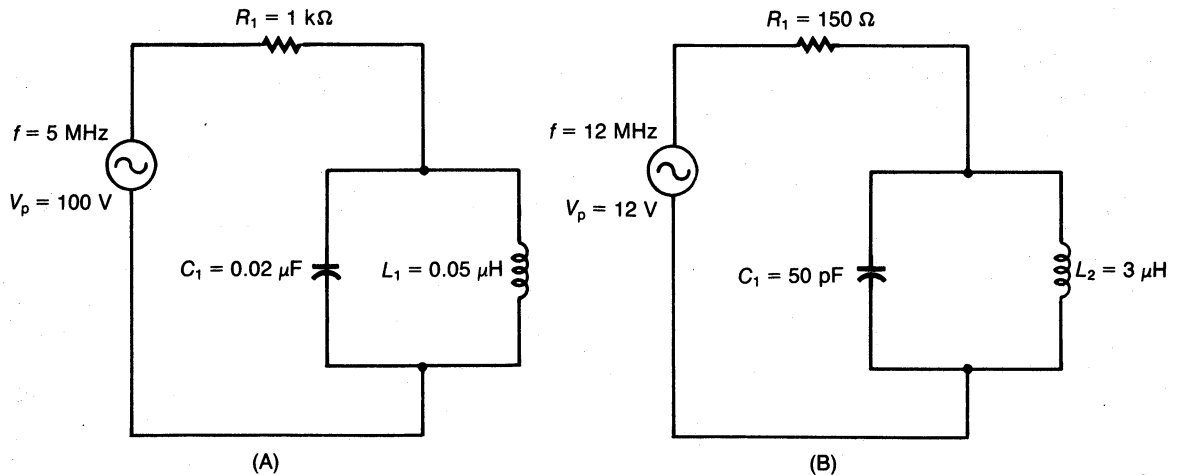 R₁ = 1 kΩ
f = 5 MHz
Vₚ = 100 V
C₁ = 0.02 μF
L₁ = 0.05 μH
(A)
R₁ = 150 Ω
f = 12 MHz
Vₚ = 12 V
C₁ = 50 pF
L₂ = 3 μH
(B)